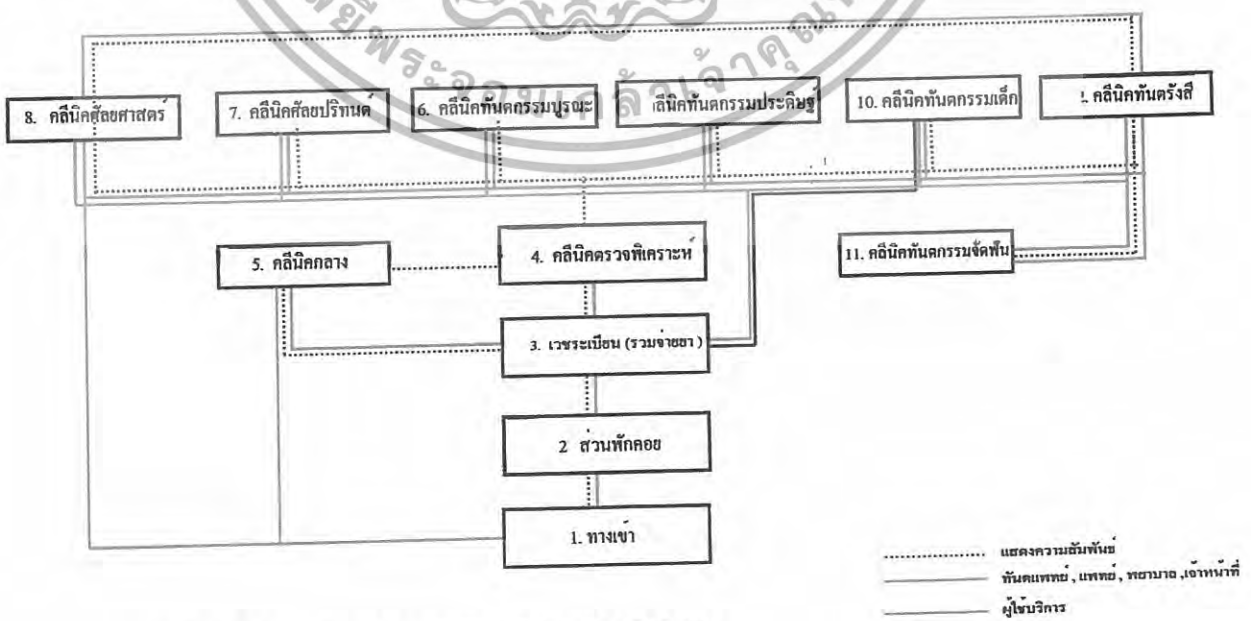 8. คลีนิคศัลยศาสตร์
7. คลีนิคศัลยปริทนต์
6. คลีนิคทันตกรรมบูรณะ
คลีนิคทันตกรรมประดิษฐ์
10. คลีนิคทันตกรรมเด็ก
คลีนิคทันตรังสี
5. คลีนิคกลาง
4. คลีนิคตรวจพิเคราะห์
11. คลีนิคทันตกรรมจัดฟัน
3. เวชระเบียน (รวมจ่ายยา)
2 ส่วนพักคอย
1. ทางเข้า
แสดงความสัมพันธ์
ทันตแพทย์ , แพทย์ , พยาบาล ,เจ้าหน้าที่
ผู้ใช้บริการ